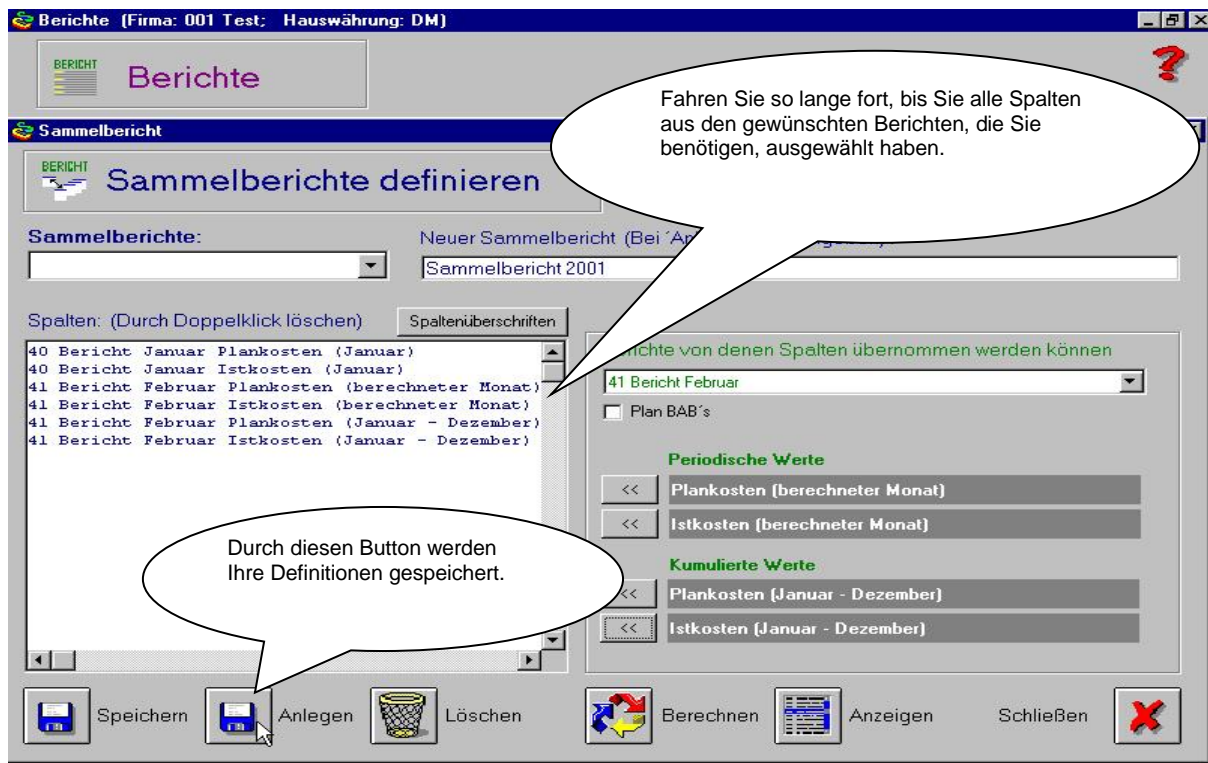 Berichte (Firma: 001 Test; Hauswährung: DM)
BERICHT
Berichte
Fahren Sie so lange fort, bis Sie alle Spalten
aus den gewünschten Berichten, die Sie
benötigen, ausgewählt haben.
Sammelbericht
BERICHT
Sammelberichte definieren
Sammelberichte:
Neuer Sammelbericht (Bei
Sammelbericht 2001
Spalten: (Durch Doppelklick löschen)
Spaltenüberschriften
40 Bericht Januar Plankosten (Januar)
40 Bericht Januar Istkosten (Januar)
41 Bericht Februar Plankosten (berechneter Monat)
41 Bericht Februar Istkosten (berechneter Monat)
41 Bericht Februar Plankosten (Januar - Dezember)
41 Bericht Februar Istkosten (Januar - Dezember)
von denen Spalten übernommen werden können
41 Bericht Februar
Plan BAB´s
Periodische Werte
<< Plankosten (berechneter Monat)
<< Istkosten (berechneter Monat)
Kumulierte Werte
<< Plankosten (Januar - Dezember)
<< Istkosten (Januar - Dezember)
Durch diesen Button werden
Ihre Definitionen gespeichert.
Speichern Anlegen Löschen Berechnen Anzeigen Schließen